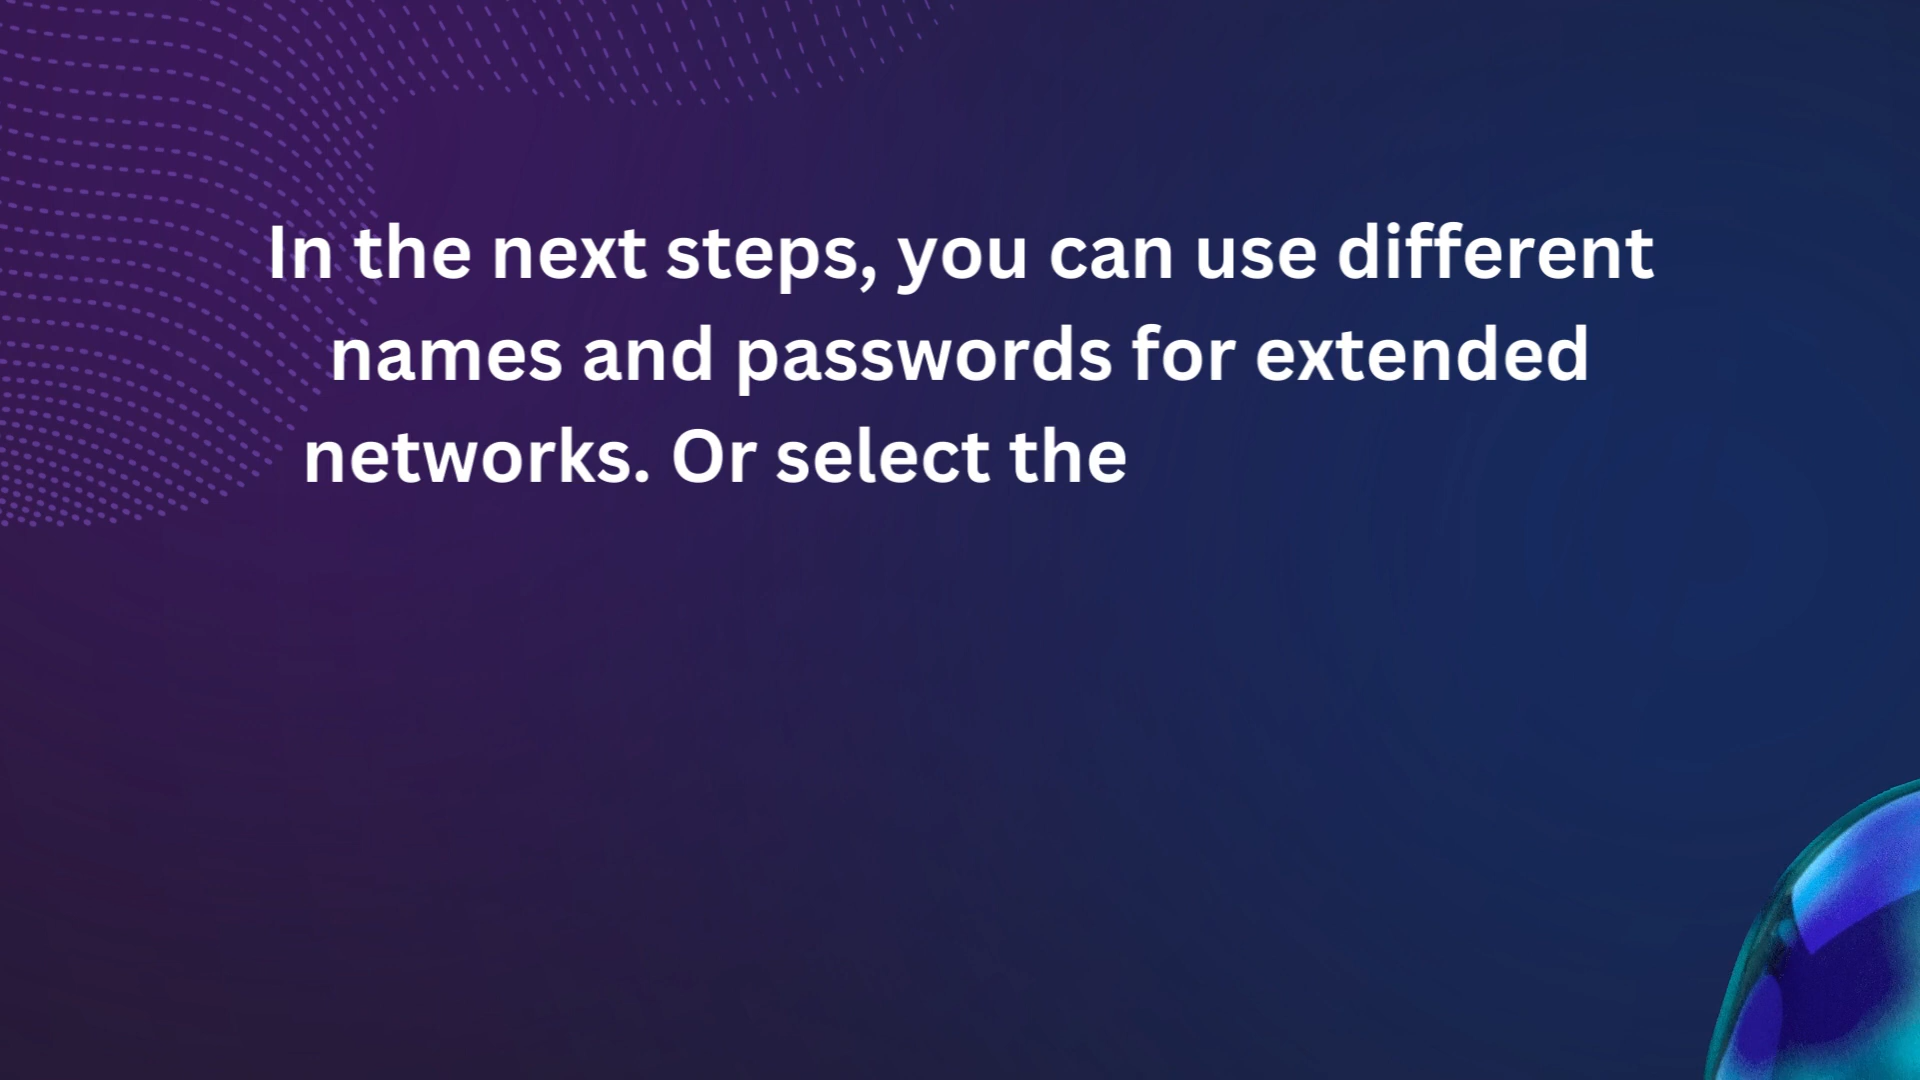 In the next steps, you can use different
names and passwords for extended
networks. Or select the